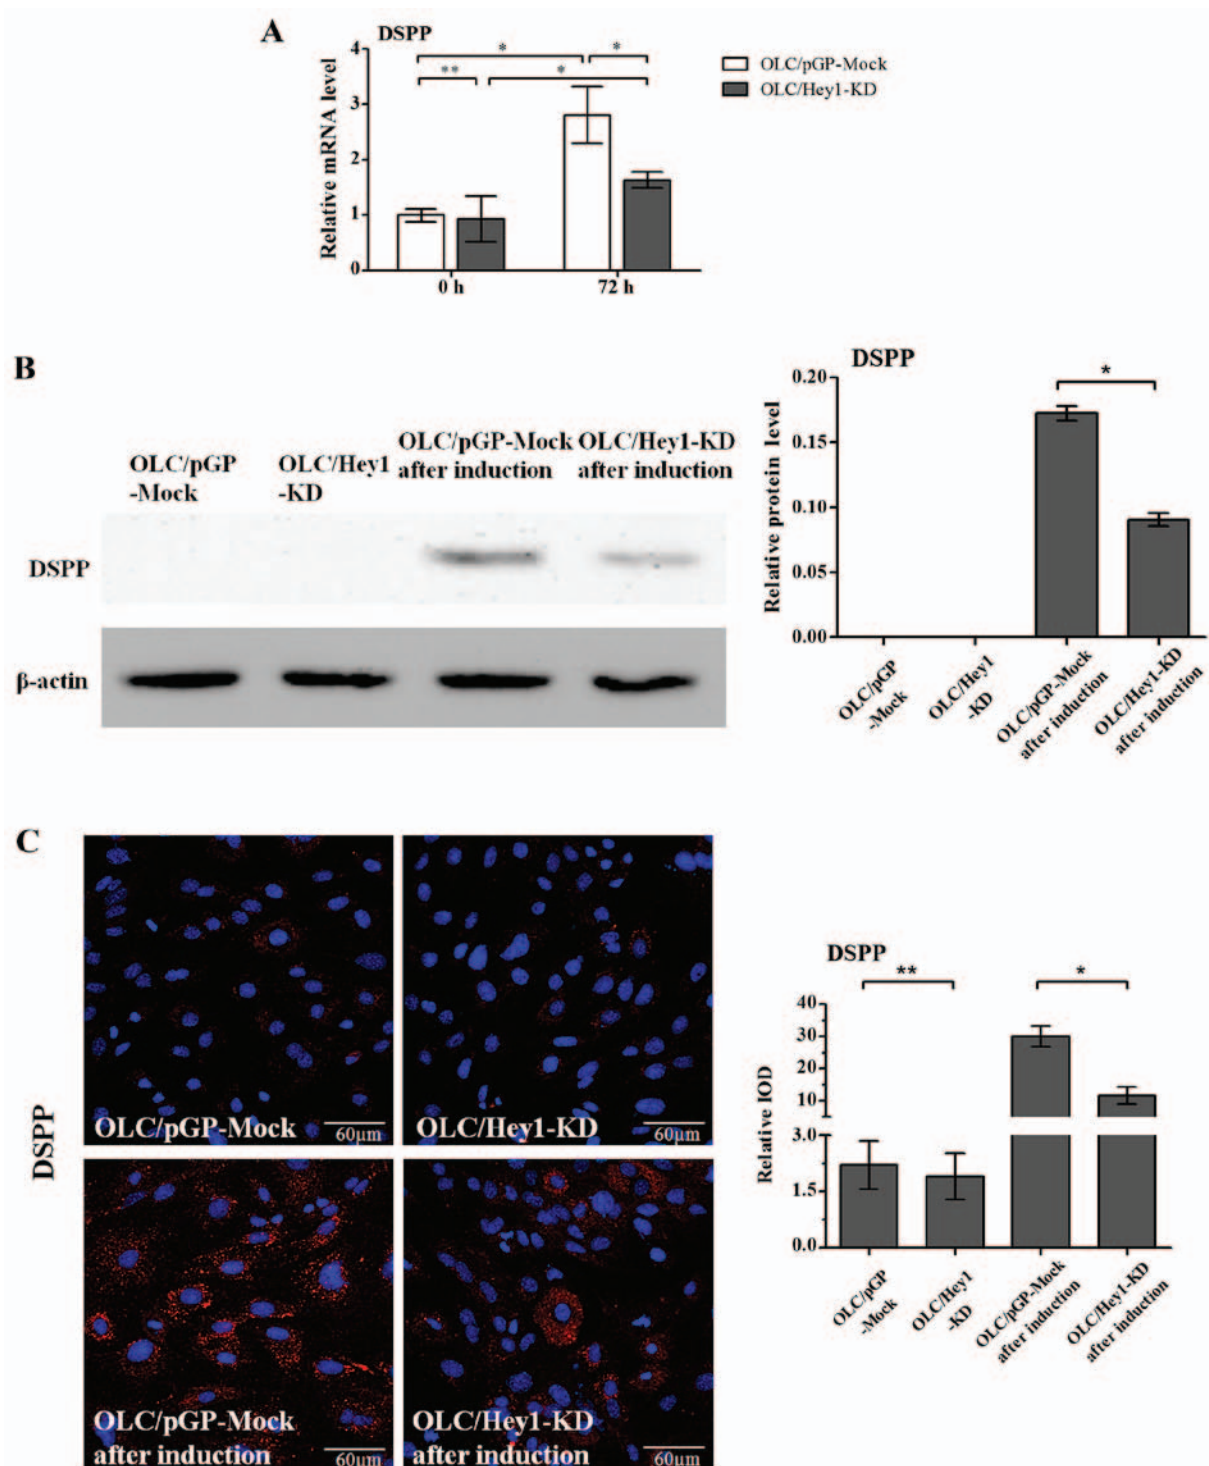 A
DSPP
Relative mRNA level
4
3
2
1
0
*
*
**
*
0 h
72 h
OLC/pGP-Mock
OLC/Hey1-KD
B
OLC/pGP
-Mock
OLC/Hey1
-KD
OLC/pGP-Mock
after induction
OLC/Hey1-KD
after induction
DSPP
β-actin
DSPP
Relative protein level
0.20
0.15
0.10
0.05
0.00
*
OLC/pGP
-Mock
OLC/Hey1
-KD
OLC/pGP-Mock
after induction
OLC/Hey1-KD
after induction
C
DSPP
OLC/pGP-Mock
60µm
OLC/Hey1-KD
60µm
OLC/pGP-Mock
after induction
60µm
OLC/Hey1-KD
after induction
60µm
DSPP
**
*
Relative IOD
40
30
20
10
3.0
1.5
0.0
OLC/pGP
-Mock
OLC/Hey1
-KD
OLC/pGP-Mock
after induction
OLC/Hey1-KD
after induction